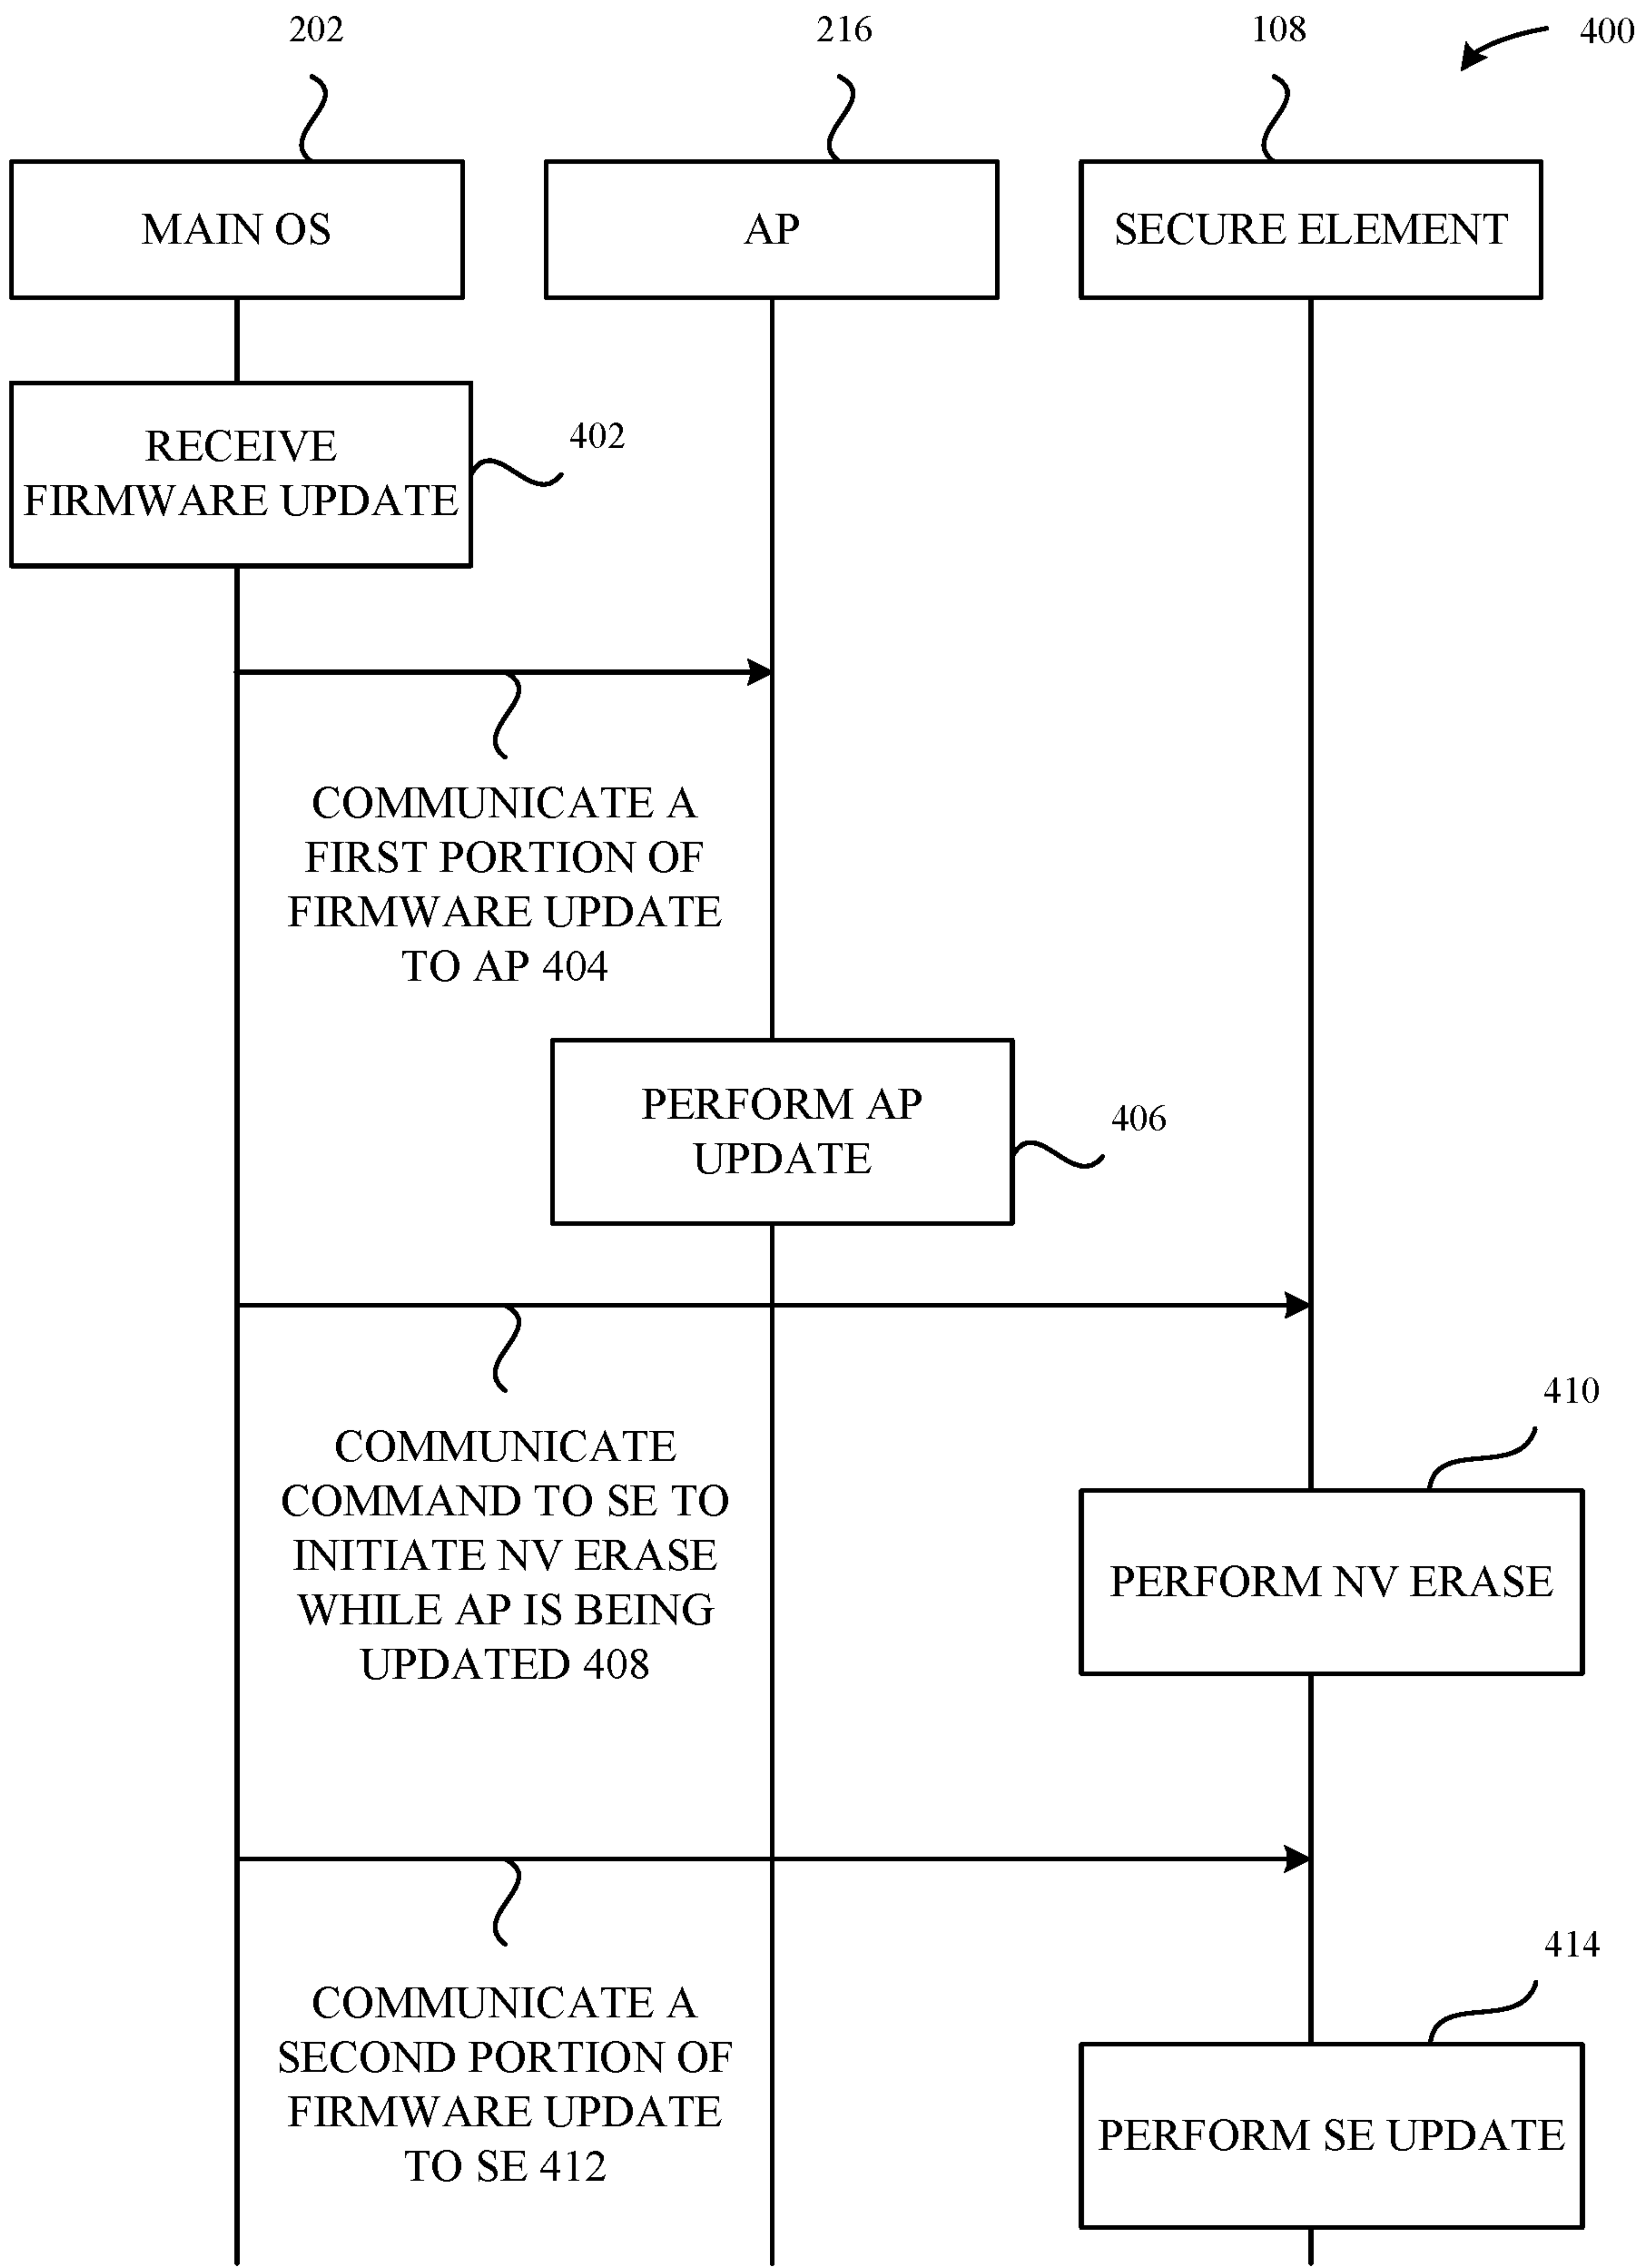 202
216
108
400
MAIN OS
AP
SECURE ELEMENT
RECEIVE
FIRMWARE UPDATE
402
COMMUNICATE A
FIRST PORTION OF
FIRMWARE UPDATE
TO AP 404
PERFORM AP
UPDATE
406
COMMUNICATE
COMMAND TO SE TO
INITIATE NV ERASE
WHILE AP IS BEING
UPDATED 408
410
PERFORM NV ERASE
COMMUNICATE A
SECOND PORTION OF
FIRMWARE UPDATE
TO SE 412
414
PERFORM SE UPDATE